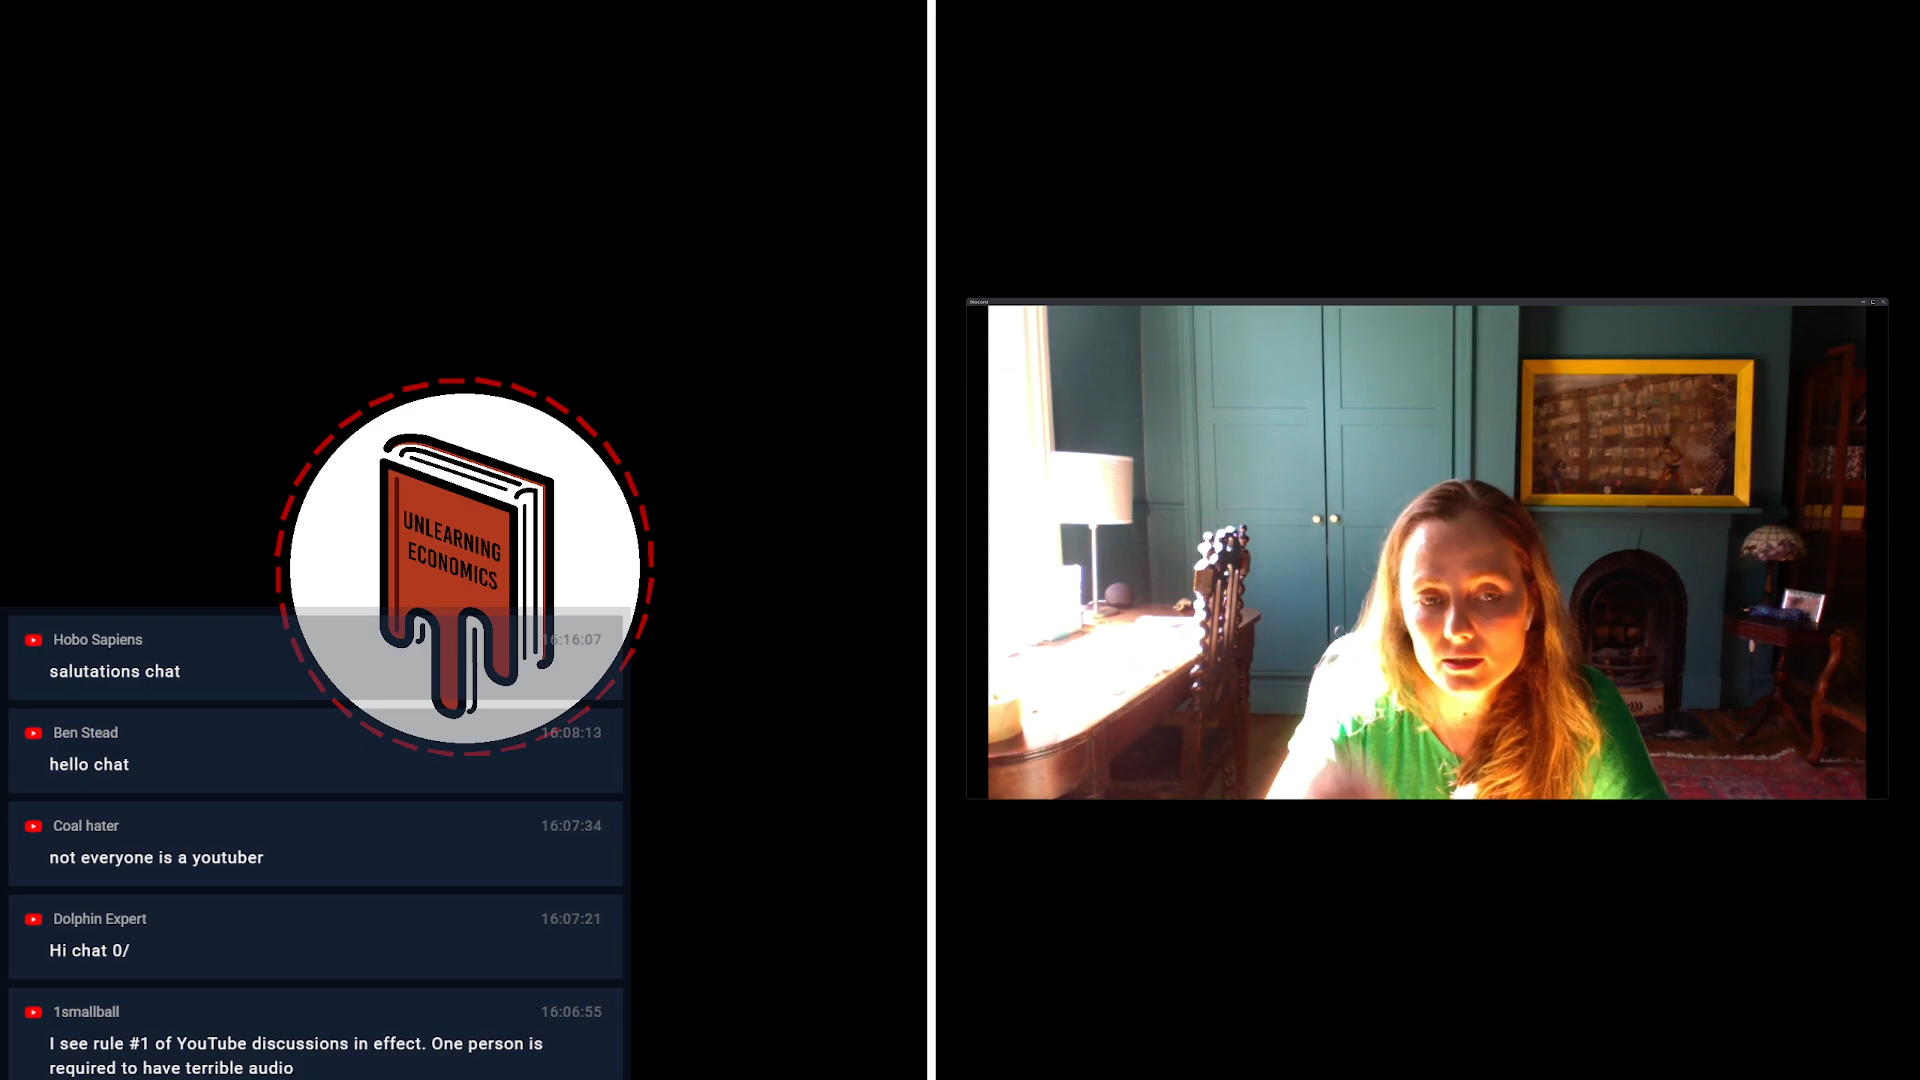 UNLEARNING
ECONOMICS
Hobo Sapiens 16:16:07
salutations chat
Ben Stead 16:08:13
hello chat
Coal hater 16:07:34
not everyone is a youtuber
Dolphin Expert 16:07:21
Hi chat 0/
1smallball 16:06:55
I see rule #1 of YouTube discussions in effect. One person is
required to have terrible audio
Discord